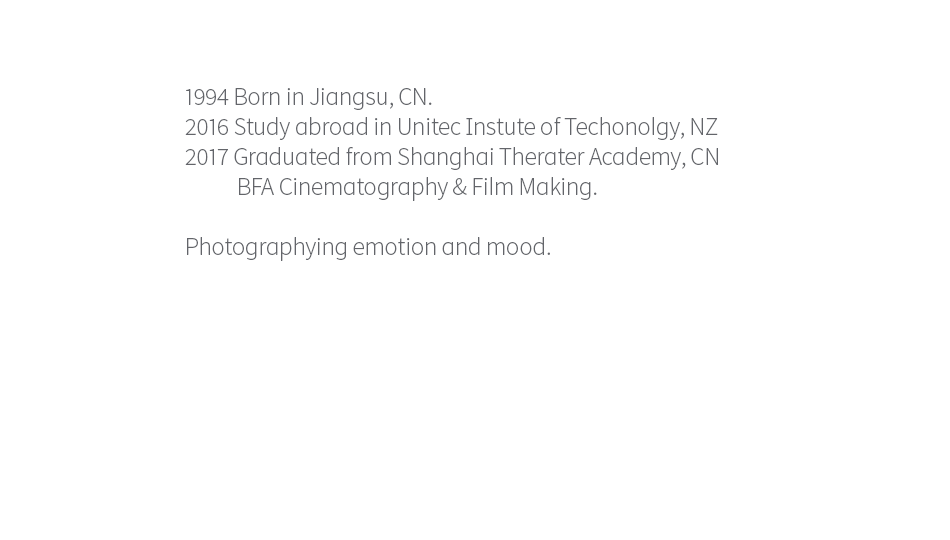 1994 Born in Jiangsu, CN.
2016 Study abroad in Unitec Instute of Techonolgy, NZ
2017 Graduated from Shanghai Therater Academy, CN
BFA Cinematography & Film Making.
Photographying emotion and mood.